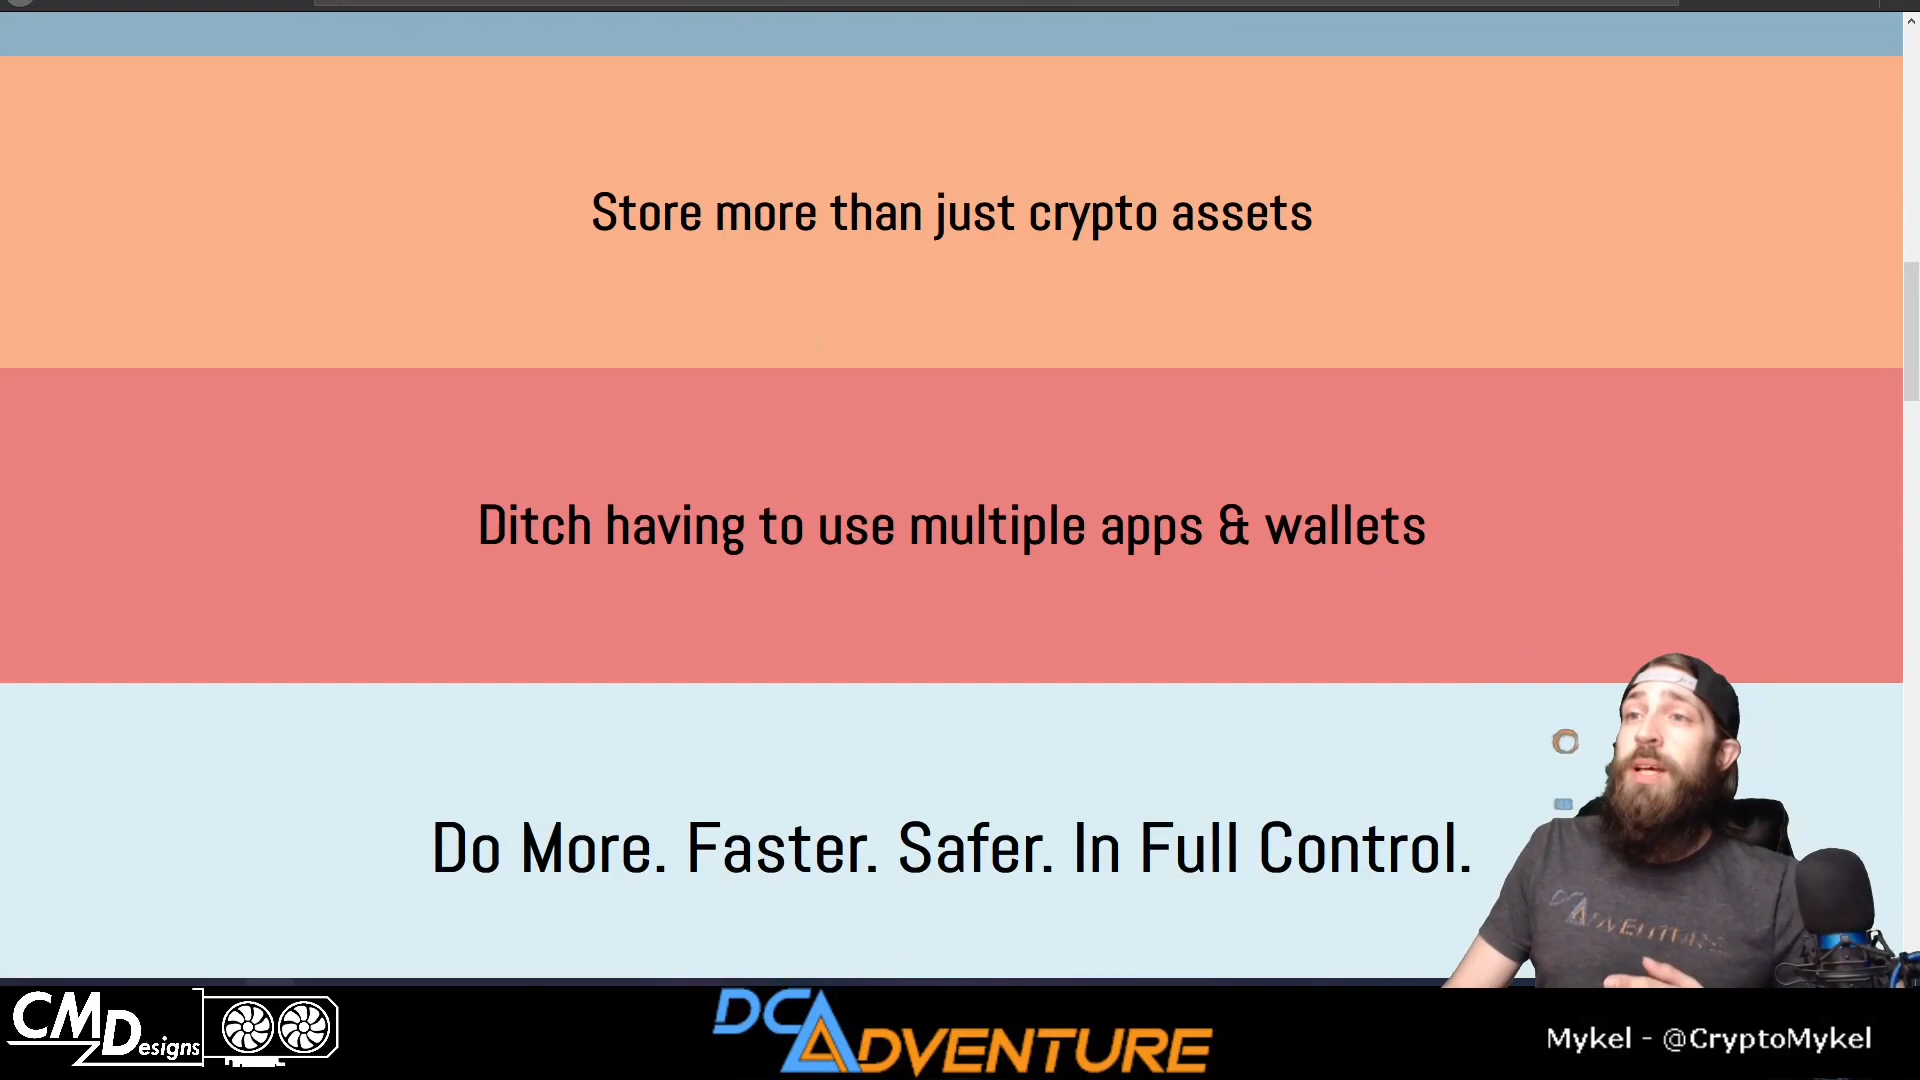 Store more than just crypto assets
Ditch having to use multiple apps & wallets
Do More. Faster. Safer. In Full Control.
DCADVENTURE
CMDesigns
DCADVENTURE
Mykel - @CryptoMykel